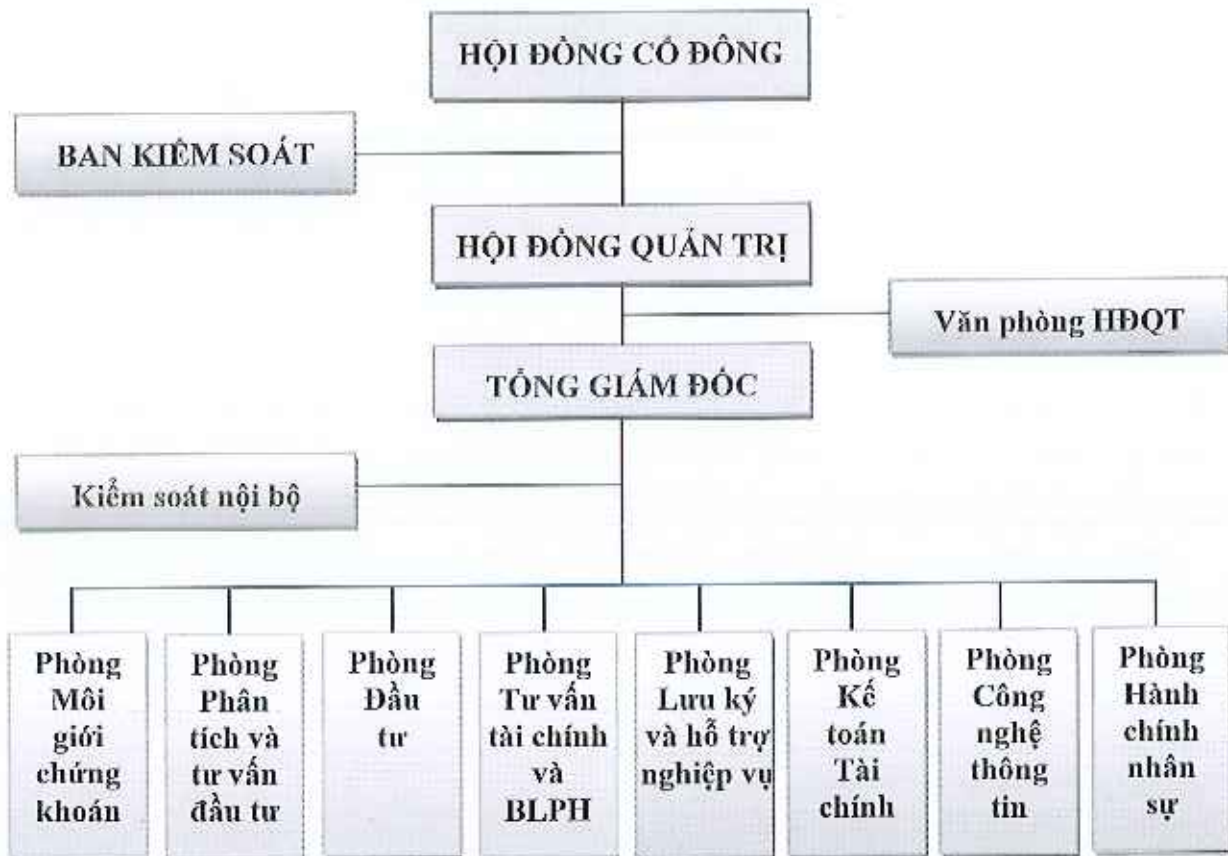 HỘI ĐỒNG CỔ ĐÔNG
BAN KIỂM SOÁT
HỘI ĐỒNG QUẢN TRỊ
Văn phòng HĐQT
TỔNG GIÁM ĐỐC
Kiểm soát nội bộ
Phòng
Môi
giới
chứng
khoán
Phòng
Phân
tích và
tư vấn
đầu tư
Phòng
Đầu
tư
Phòng
Tư vấn
tài chính
và
BLPH
Phòng
Lưu ký
và hỗ trợ
nghiệp vụ
Phòng
Kế
toán
Tài
chính
Phòng
Công
nghệ
thông
tin
Phòng
Hành
chính
nhân
sự